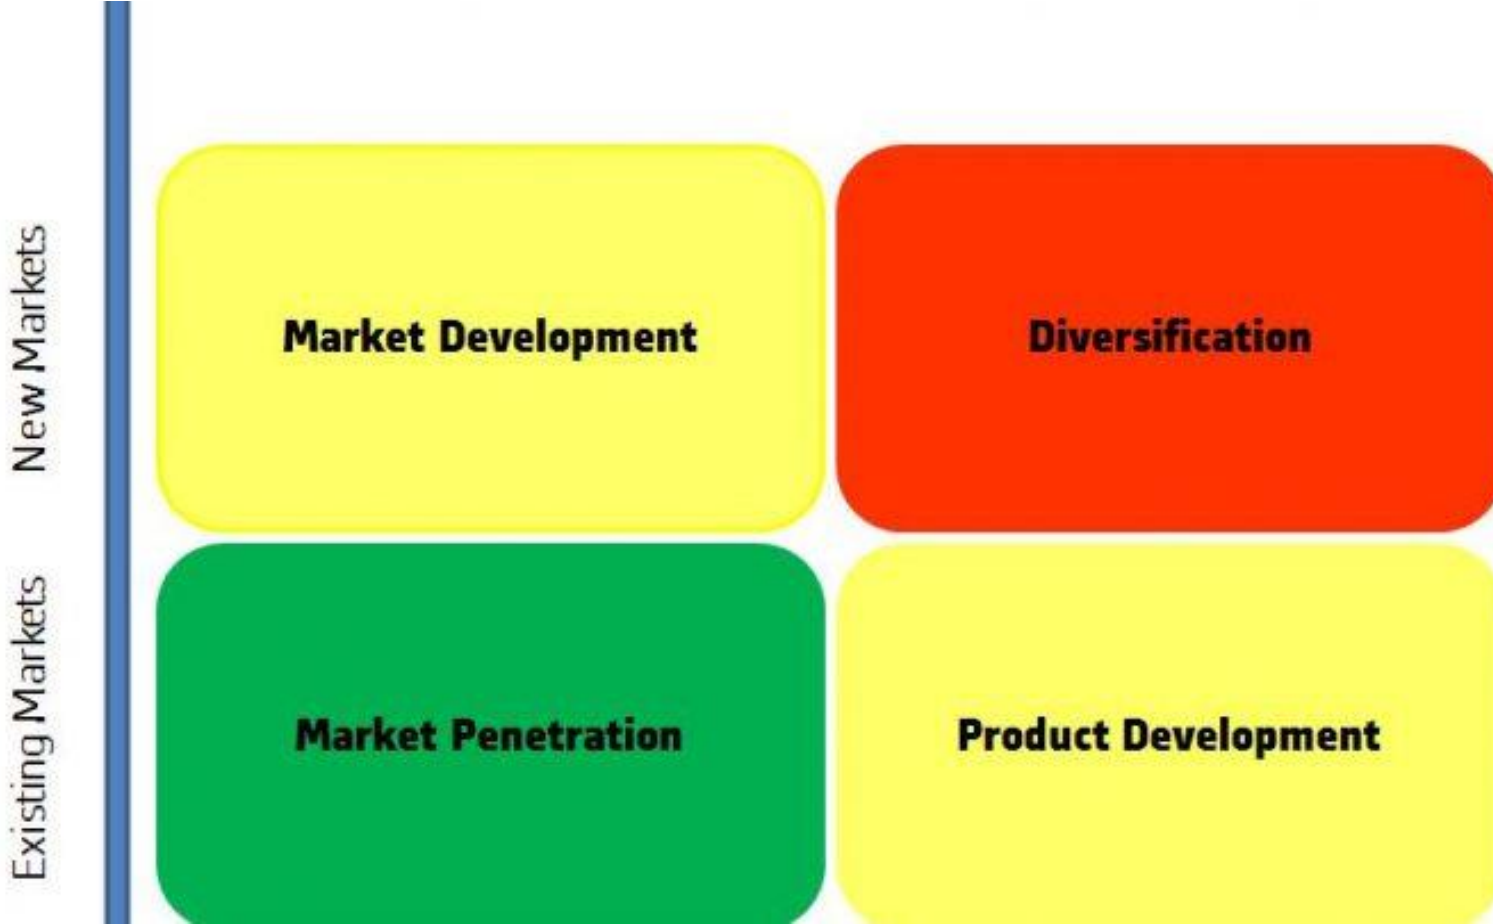 New Markets
Market Development
Diversification
Existing Markets
Market Penetration
Product Development